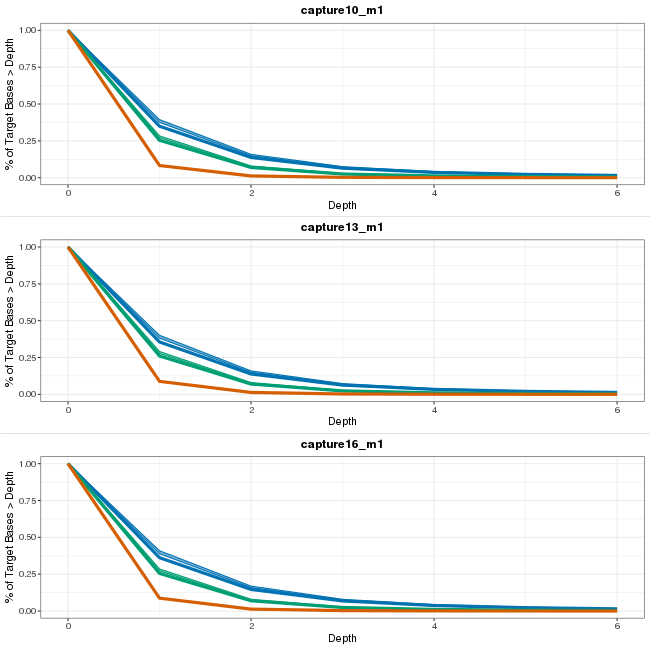 capture10_m1
% of Target Bases > Depth
1.00
0.75
0.50
0.25
0.00
0 2 4 6
Depth
capture13_m1
% of Target Bases > Depth
1.00
0.75
0.50
0.25
0.00
0 2 4 6
Depth
capture16_m1
% of Target Bases > Depth
1.00
0.75
0.50
0.25
0.00
0 2 4 6
Depth